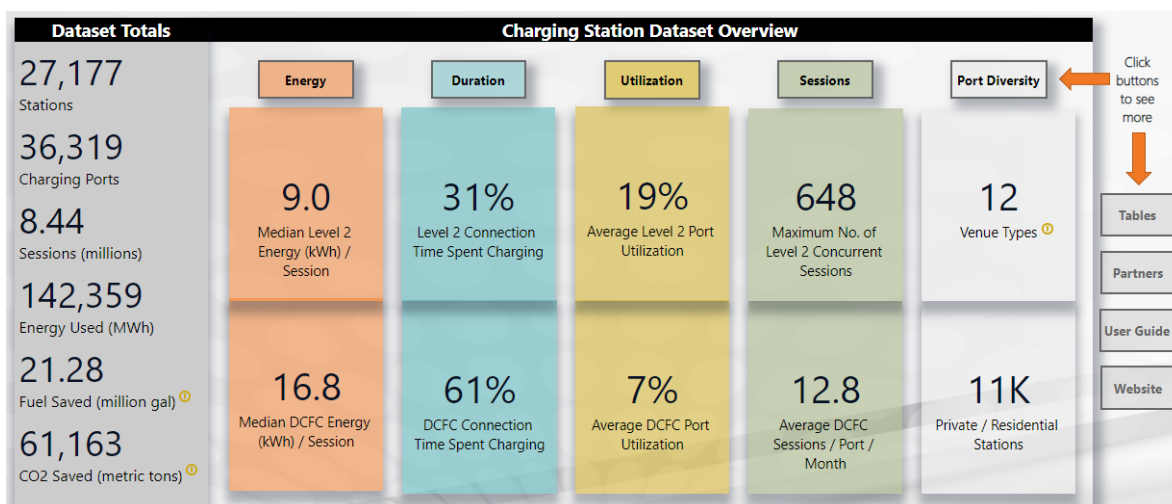 Dataset Totals
27,177
Stations
36,319
Charging Ports
8.44
Sessions (millions)
142,359
Energy Used (MWh)
21.28
Fuel Saved (million gal)
61,163
CO2 Saved (metric tons)
Charging Station Dataset Overview
Energy
9.0
Median Level 2
Energy (kWh) /
Session
16.8
Median DCFC Energy
(kWh) / Session
Duration
31%
Level 2 Connection
Time Spent Charging
61%
DCFC Connection
Time Spent Charging
Utilization
19%
Average Level 2 Port
Utilization
7%
Average DCFC Port
Utilization
Sessions
648
Maximum No. of
Level 2 Concurrent
Sessions
12.8
Average DCFC
Sessions / Port /
Month
Port Diversity
12
Venue Types
11K
Private / Residential
Stations
Click
buttons
to see
more
Tables
Partners
User Guide
Website